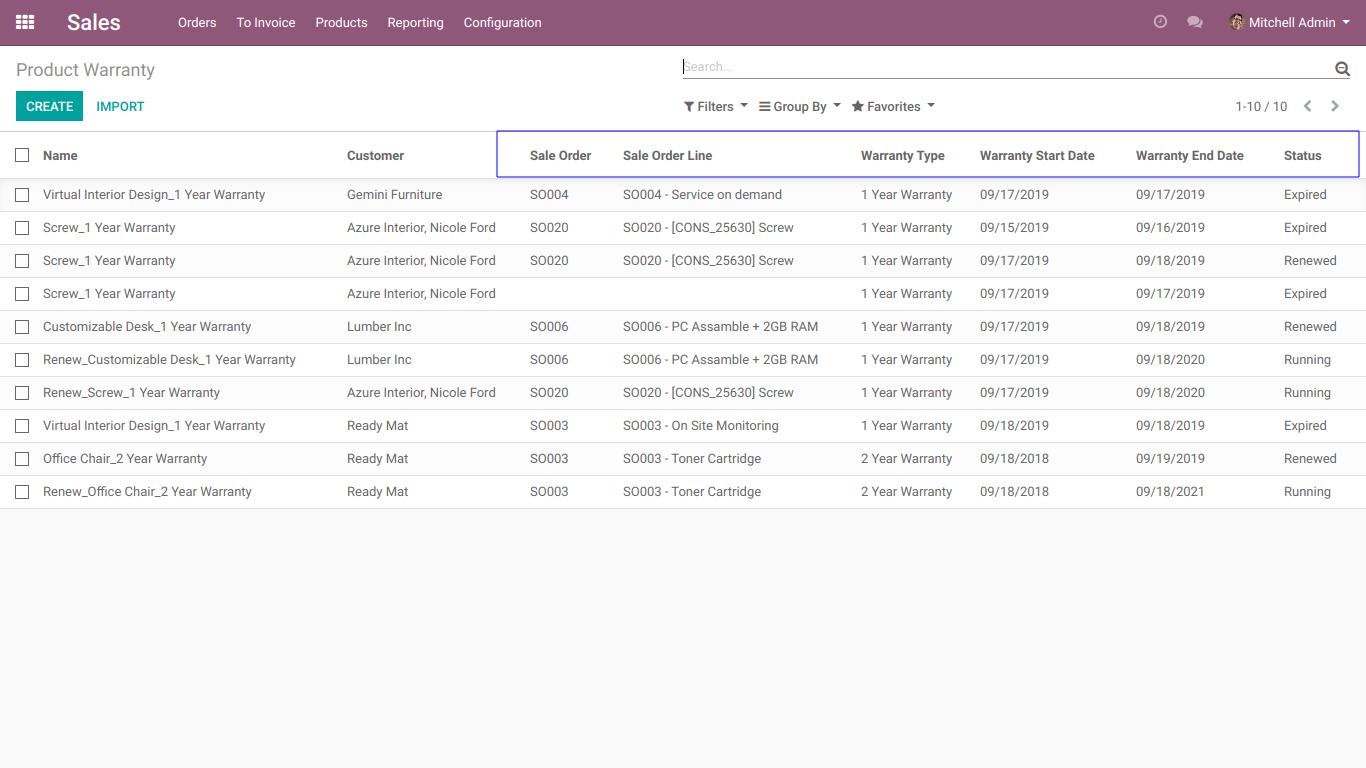 Sales Orders To Invoice Products Reporting Configuration Mitchell Admin
Product Warranty Search...
CREATE IMPORT Filters Group By Favorites 1-10 / 10
Name Customer Sale Order Sale Order Line Warranty Type Warranty Start Date Warranty End Date Status
Virtual Interior Design_1 Year Warranty Gemini Furniture SO004 SO004 - Service on demand 1 Year Warranty 09/17/2019 09/17/2019 Expired
Screw_1 Year Warranty Azure Interior, Nicole Ford SO020 SO020 - [CONS_25630] Screw 1 Year Warranty 09/15/2019 09/16/2019 Expired
Screw_1 Year Warranty Azure Interior, Nicole Ford SO020 SO020 - [CONS_25630] Screw 1 Year Warranty 09/17/2019 09/18/2019 Renewed
Screw_1 Year Warranty Azure Interior, Nicole Ford 1 Year Warranty 09/17/2019 09/17/2019 Expired
Customizable Desk_1 Year Warranty Lumber Inc SO006 SO006 - PC Assamble + 2GB RAM 1 Year Warranty 09/17/2019 09/18/2019 Renewed
Renew_Customizable Desk_1 Year Warranty Lumber Inc SO006 SO006 - PC Assamble + 2GB RAM 1 Year Warranty 09/17/2019 09/18/2020 Running
Renew_Screw_1 Year Warranty Azure Interior, Nicole Ford SO020 SO020 - [CONS_25630] Screw 1 Year Warranty 09/17/2019 09/18/2020 Running
Virtual Interior Design_1 Year Warranty Ready Mat SO003 SO003 - On Site Monitoring 1 Year Warranty 09/18/2019 09/18/2019 Expired
Office Chair_2 Year Warranty Ready Mat SO003 SO003 - Toner Cartridge 2 Year Warranty 09/18/2018 09/19/2019 Renewed
Renew_Office Chair_2 Year Warranty Ready Mat SO003 SO003 - Toner Cartridge 2 Year Warranty 09/18/2018 09/18/2021 Running